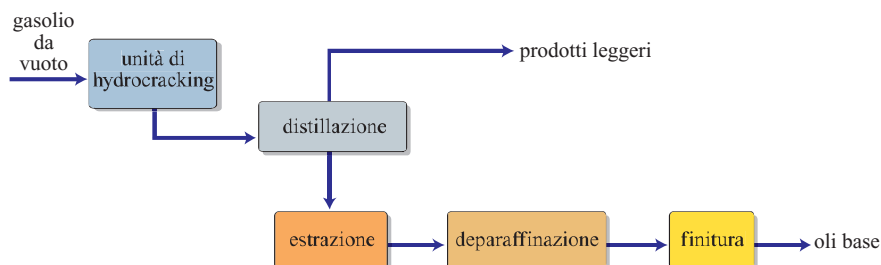 gasolio
da
vuoto
unità di
hydrocracking
prodotti leggeri
distillazione
estrazione
deparaffinazione
finitura
oli base